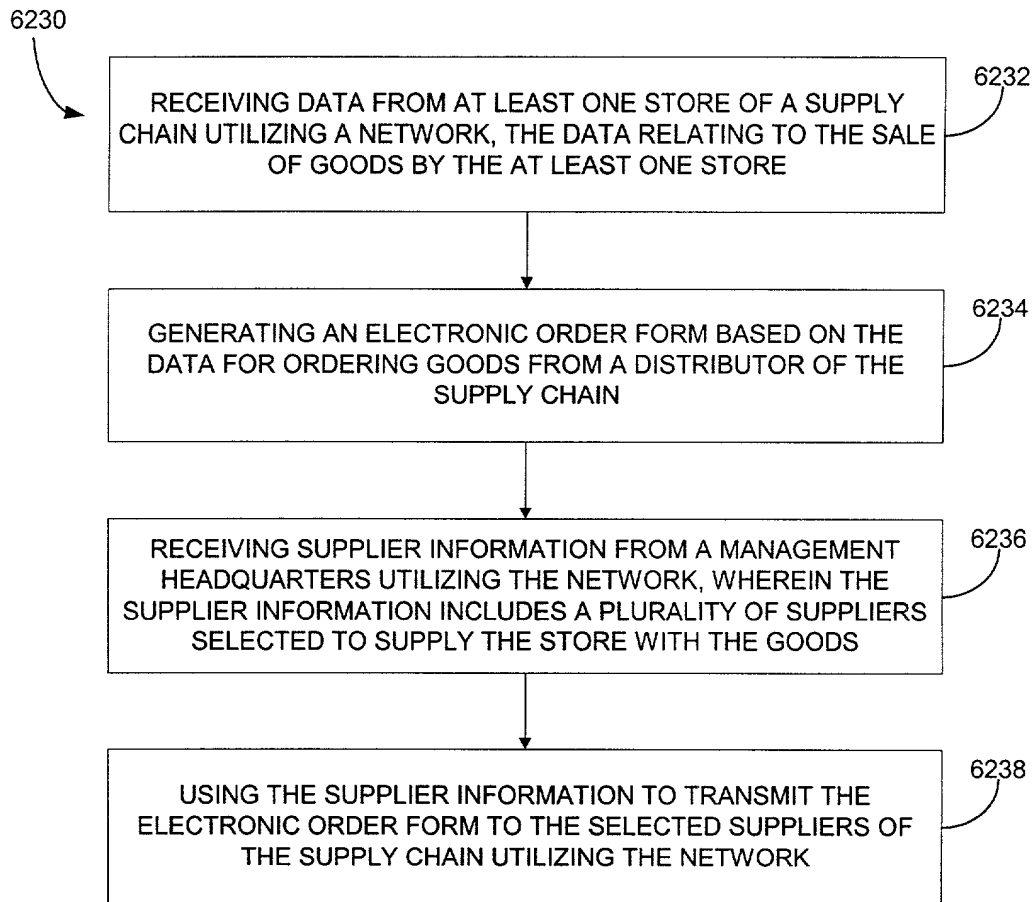 6230
6232
RECEIVING DATA FROM AT LEAST ONE STORE OF A SUPPLY
CHAIN UTILIZING A NETWORK, THE DATA RELATING TO THE SALE
OF GOODS BY THE AT LEAST ONE STORE
6234
GENERATING AN ELECTRONIC ORDER FORM BASED ON THE
DATA FOR ORDERING GOODS FROM A DISTRIBUTOR OF THE
SUPPLY CHAIN
6236
RECEIVING SUPPLIER INFORMATION FROM A MANAGEMENT
HEADQUARTERS UTILIZING THE NETWORK, WHEREIN THE
SUPPLIER INFORMATION INCLUDES A PLURALITY OF SUPPLIERS
SELECTED TO SUPPLY THE STORE WITH THE GOODS
6238
USING THE SUPPLIER INFORMATION TO TRANSMIT THE
ELECTRONIC ORDER FORM TO THE SELECTED SUPPLIERS OF
THE SUPPLY CHAIN UTILIZING THE NETWORK